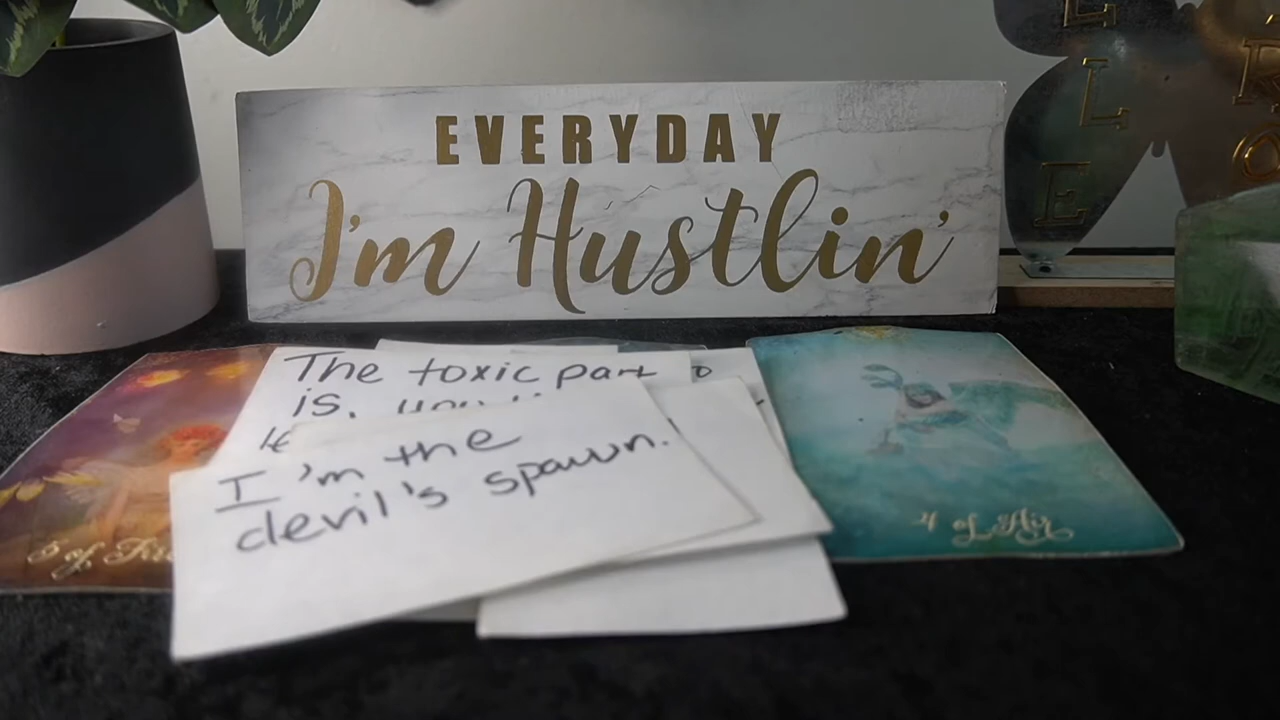 EVERYDAY
I'm Hustlin'
The toxic part
is.
I'm the
devil's spawn.
4 of Air
L
L
E
R
O